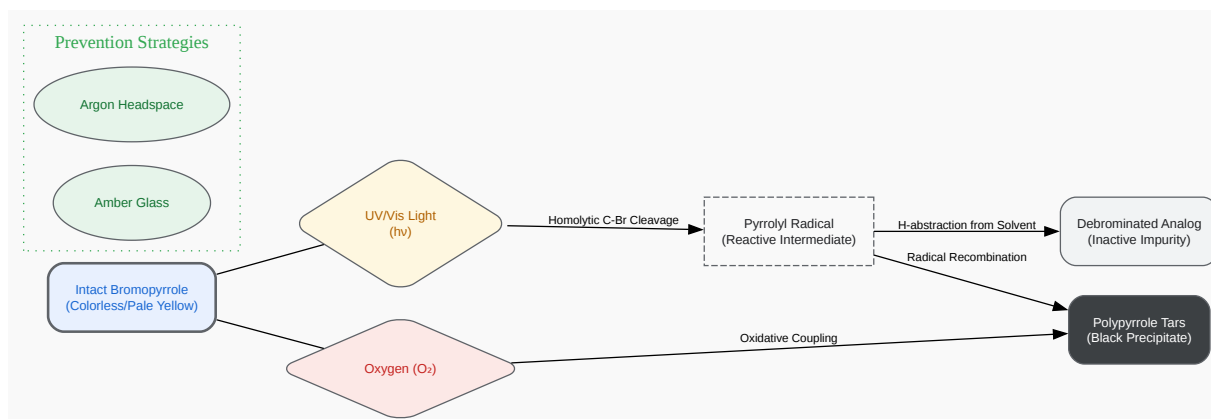 Prevention Strategies
Argon Headspace
Amber Glass
Intact Bromopyrrole
(Colorless/Pale Yellow)
UV/Vis Light
(hν)
Oxygen (O₂)
Homolytic C-Br Cleavage
Pyrrolyl Radical
(Reactive Intermediate)
H-abstraction from Solvent
Radical Recombination
Oxidative Coupling
Debrominated Analog
(Inactive Impurity)
Polypyrrole Tars
(Black Precipitate)